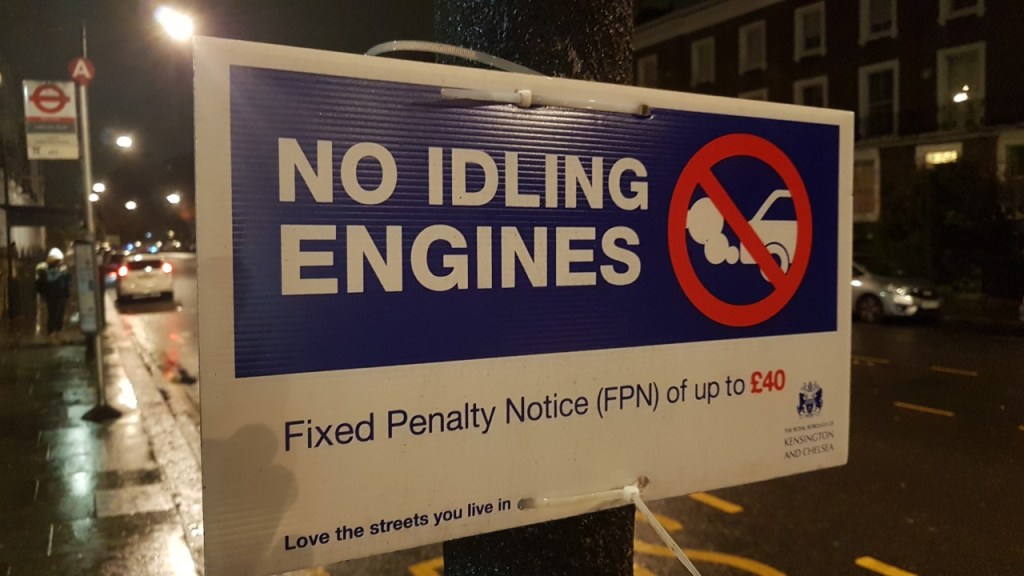 A
NO IDLING
ENGINES
Fixed Penalty Notice (FPN) of up to £40
THE ROYAL BOROUGH OF
KENSINGTON
AND CHELSEA
Love the streets you live in